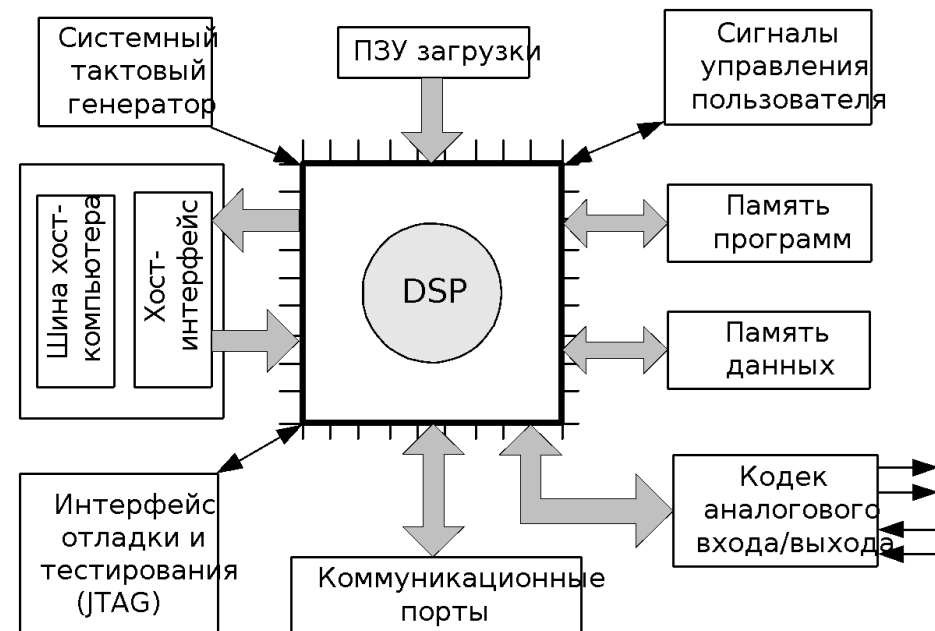 Системный
тактовый
генератор
ПЗУ загрузки
Сигналы
управления
пользователя
Шина хост-
компьютера
Хост-
интерфейс
DSP
Память
программ
Память
данных
Интерфейс
отладки и
тестирования
(JTAG)
Коммуникационные
порты
Кодек
аналогового
входа/выхода